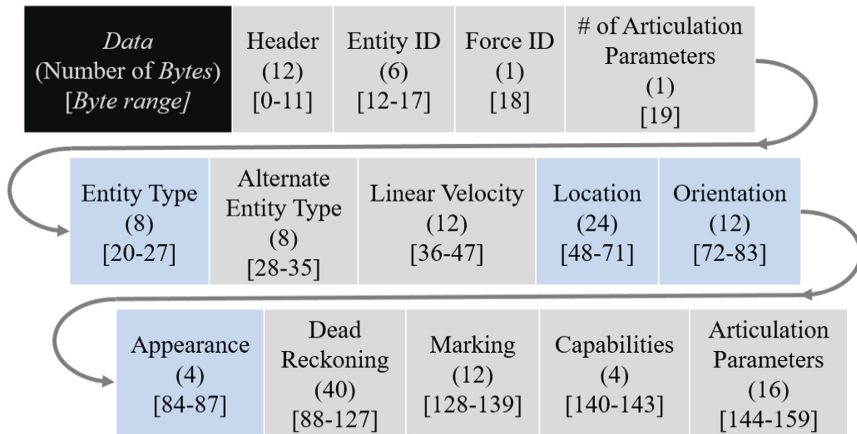 Data
(Number of Bytes)
[Byte range]
Header
(12)
[0-11]
Entity ID
(6)
[12-17]
Force ID
(1)
[18]
# of Articulation
Parameters
(1)
[19]
Entity Type
(8)
[20-27]
Alternate
Entity Type
(8)
[28-35]
Linear Velocity
(12)
[36-47]
Location
(24)
[48-71]
Orientation
(12)
[72-83]
Appearance
(4)
[84-87]
Dead
Reckoning
(40)
[88-127]
Marking
(12)
[128-139]
Capabilities
(4)
[140-143]
Articulation
Parameters
(16)
[144-159]